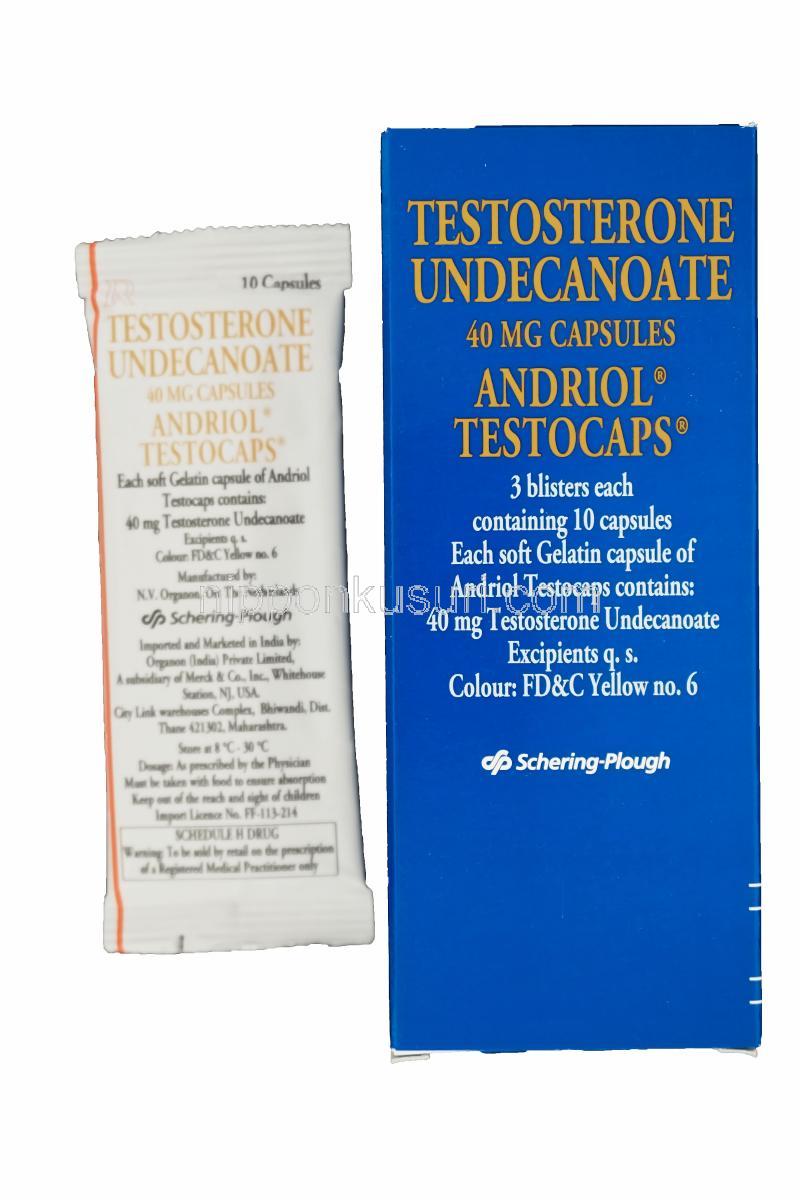 10 Capsules
TESTOSTERONE
UNDECANOATE
40 MG CAPSULES
ANDRIOL®
TESTOCAPS®
Each soft Gelatin capsule of Andriol
Testocaps contains:
40 mg Testosterone Undecanoate
Excipients q. s.
Colour: FD&C Yellow no. 6
Manufactured by:
N.V. Organon, Oss
Schering-Plough
Imported and Marketed in India by:
Organon (India) Private Limited,
A subsidiary of Merck & Co., Inc., Whitehouse
Station, NJ, USA.
City Link warehouses Complex, Bhiwandi, Dist.
Thane 421302, Maharashtra.
Store at 8 °C - 30 °C
Dosage: As prescribed by the Physician
Must be taken with food to ensure absorption
Keep out of the reach and sight of children
Import Licence No. FF-113-214
SCHEDULE H DRUG
Warning: To be sold by retail on the prescription
of a Registered Medical Practitioner only
TESTOSTERONE
UNDECANOATE
40 MG CAPSULES
ANDRIOL®
TESTOCAPS®
3 blisters each
containing 10 capsules
Each soft Gelatin capsule of
Andriol Testocaps contains:
40 mg Testosterone Undecanoate
Excipients q. s.
Colour: FD&C Yellow no. 6
Schering-Plough
nipponkusuri.com